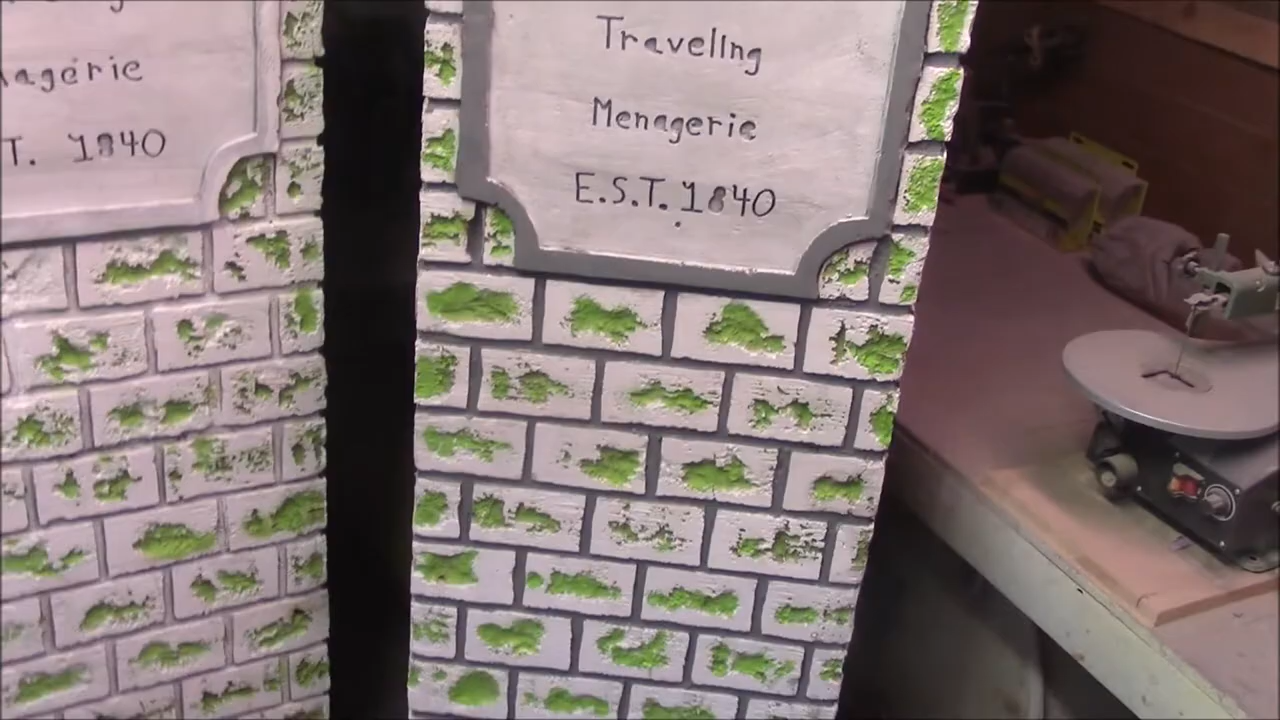 agerie
T. 1840
Traveling
Menagerie
E.S.T. 1840